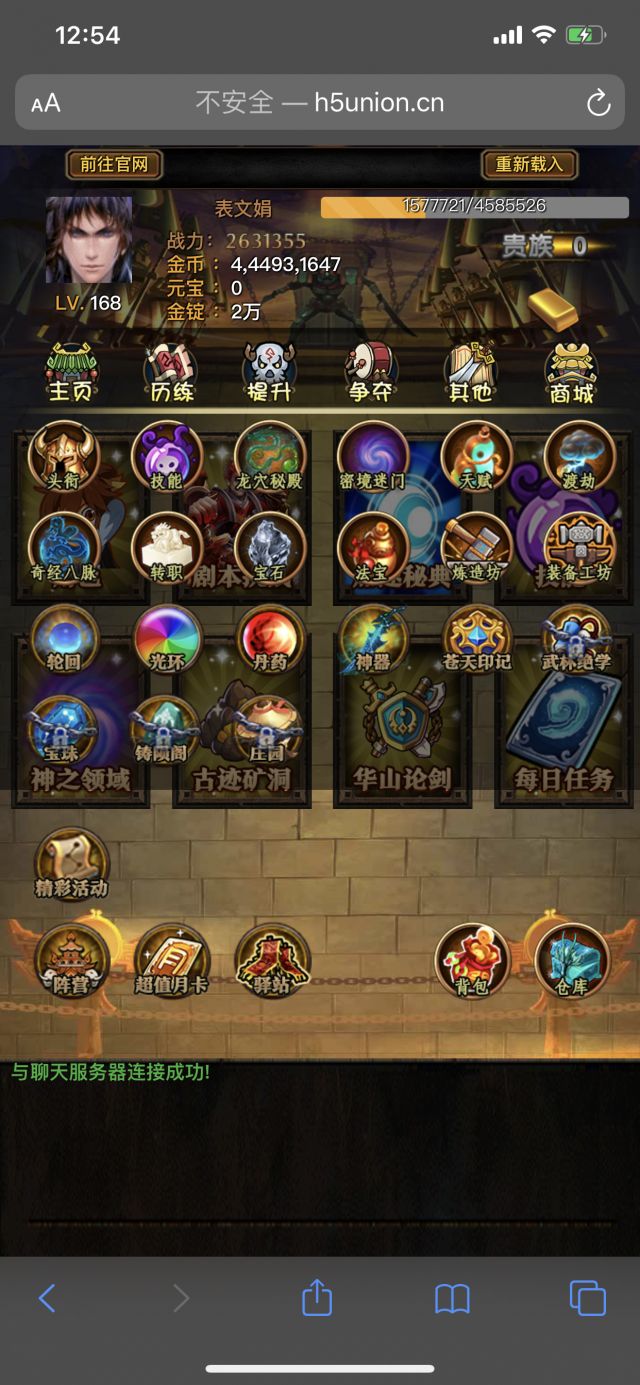 12:54
AA 不安全 — h5union.cn
前往官网 重新载入
表文娟 1577721/4585526
战力: 2631355 贵族 0
金币: 4,4493,1647
LV. 168 元宝: 0
金锭: 2万
主页 历练 提升 争夺 其他 商城
头衔 技能 龙穴秘殿 密境迷门 天赋 渡劫
奇经八脉 转职 宝石 法宝 炼造坊 装备工坊
剧本 秘典 技
轮回 光环 丹药 神器 苍天印记 武林绝学
宝珠 铸陨阁 庄园
神之领域 古迹矿洞 华山论剑 每日任务
精彩活动
阵营 超值月卡 驿站 背包 仓库
与聊天服务器连接成功!